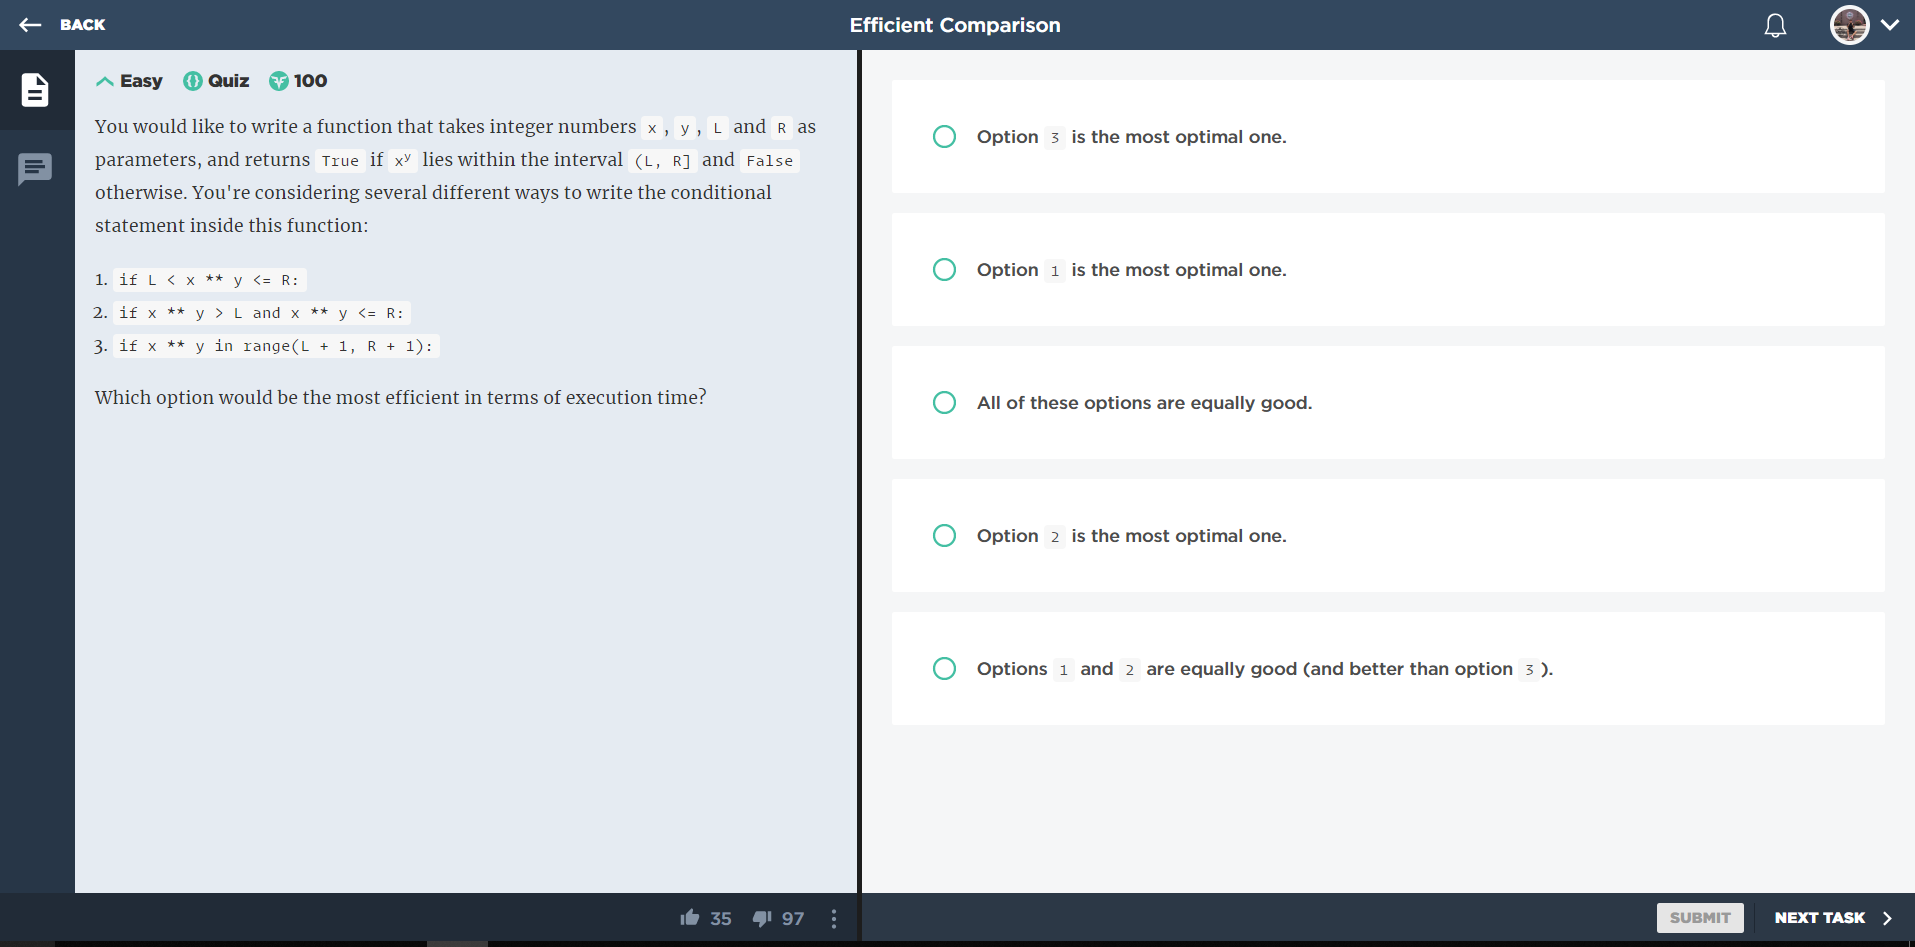 BACK
Efficient Comparison
Easy Quiz 100
You would like to write a function that takes integer numbers x, y, L and R as
parameters, and returns True if xʸ lies within the interval (L, R] and False
otherwise. You're considering several different ways to write the conditional
statement inside this function:
1. if L < x ** y <= R:
2. if x ** y > L and x ** y <= R:
3. if x ** y in range(L + 1, R + 1):
Which option would be the most efficient in terms of execution time?
Option 3 is the most optimal one.
Option 1 is the most optimal one.
All of these options are equally good.
Option 2 is the most optimal one.
Options 1 and 2 are equally good (and better than option 3 ).
35 97
SUBMIT
NEXT TASK